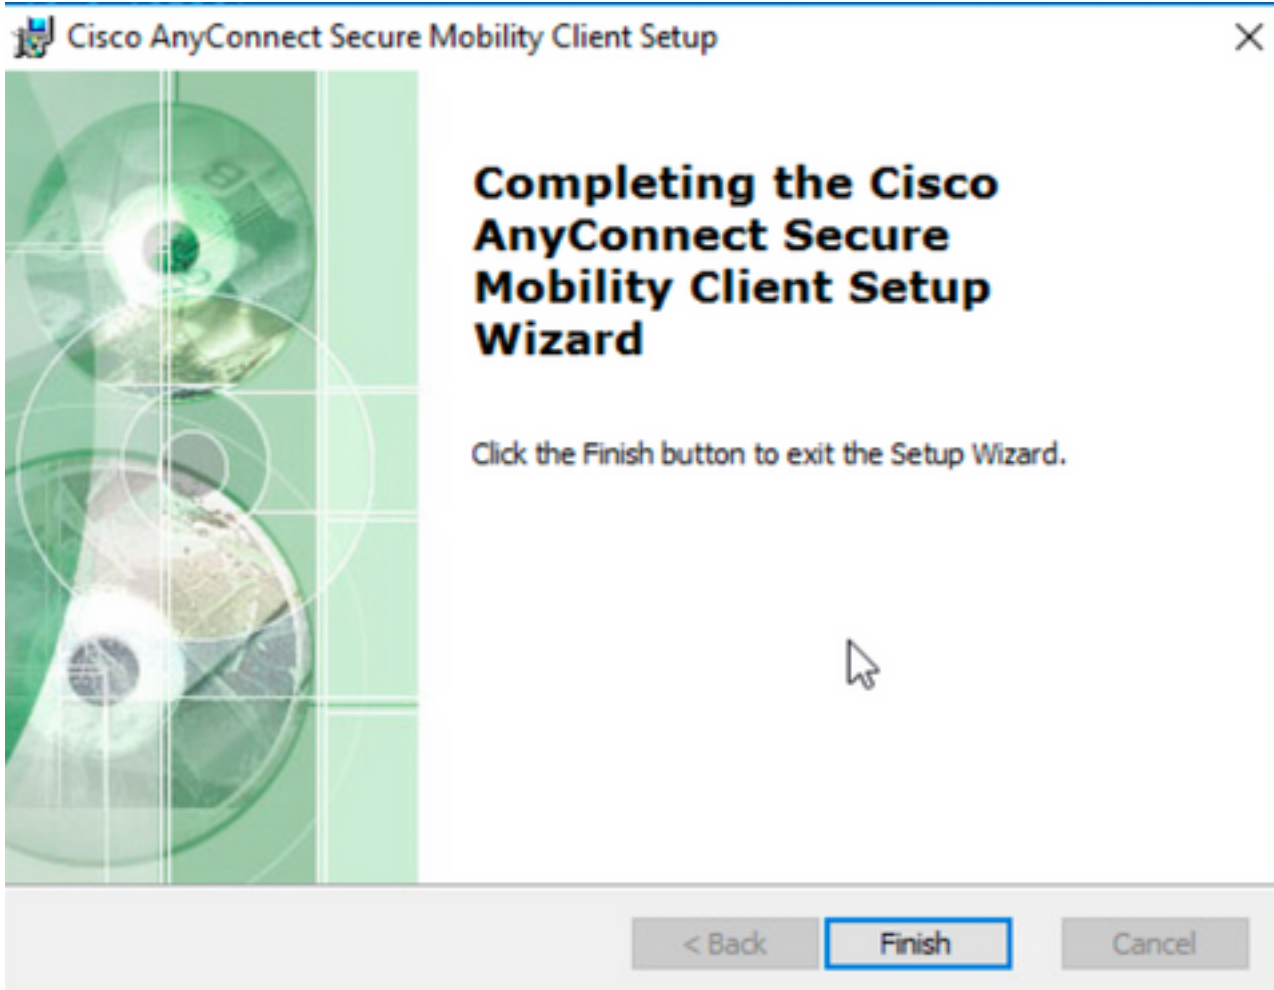 Cisco AnyConnect Secure Mobility Client Setup
Completing the Cisco
AnyConnect Secure
Mobility Client Setup
Wizard
Click the Finish button to exit the Setup Wizard.
< Back
Finish
Cancel